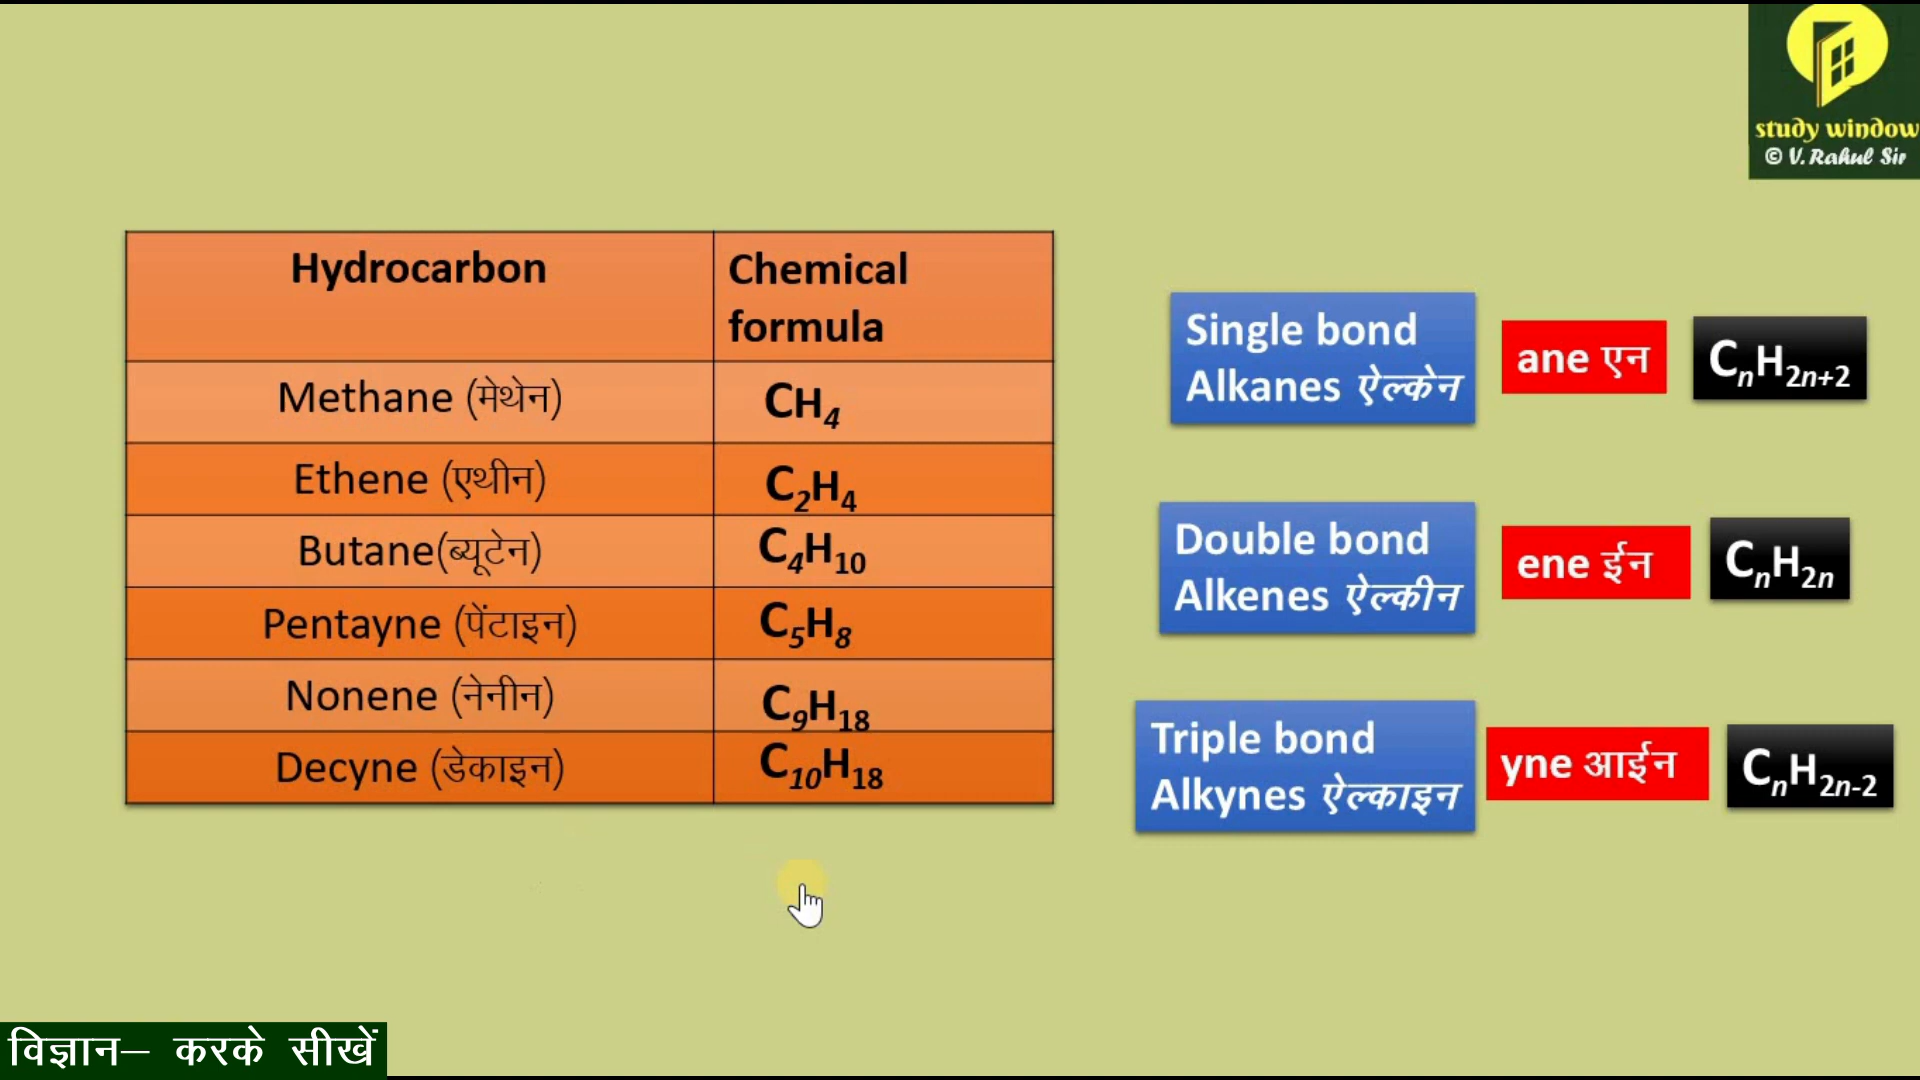 study window
© V. Rahul Sir
Hydrocarbon
Chemical
formula
Methane (मेथेन)
CH4
Ethene (एथीन)
C2H4
Butane(ब्यूटेन)
C4H10
Pentayne (पेंटाइन)
C5H8
Nonene (नेनीन)
C9H18
Decyne (डेकाइन)
C10H18
Single bond
Alkanes ऐल्केन
ane एन
CnH2n+2
Double bond
Alkenes ऐल्कीन
ene ईन
CnH2n
Triple bond
Alkynes ऐल्काइन
yne आईन
CnH2n-2
विज्ञान– करके सीखें